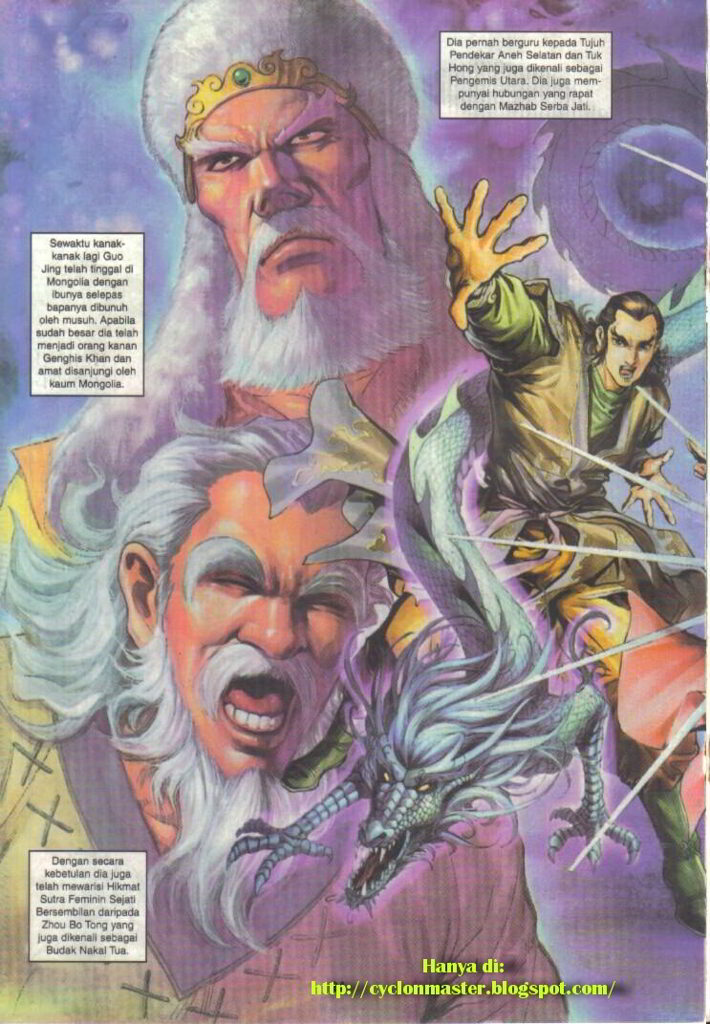 Dia pernah berguru kepada Tujuh
Pendekar Aneh Selatan dan Tuk
Hong yang juga dikenali sebagai
Pengemis Utara. Dia juga mem-
punyai hubungan yang rapat
dengan Mazhab Serba Jati.
Sewaktu kanak-
kanak lagi Guo
Jing telah tinggal di
Mongolia dengan
ibunya selepas
bapanya dibunuh
oleh musuh. Apabila
sudah besar dia telah
menjadi orang kanan
Genghis Khan dan
amat disanjungi oleh
kaum Mongolia.
Dengan secara
kebetulan dia juga
telah mewarisi Hikmat
Sutra Feminin Sejati
Bersembilan daripada
Zhou Bo Tong yang
juga dikenali sebagai
Budak Nakal Tua.
Hanya di:
http://cyclonmaster.blogspot.com/